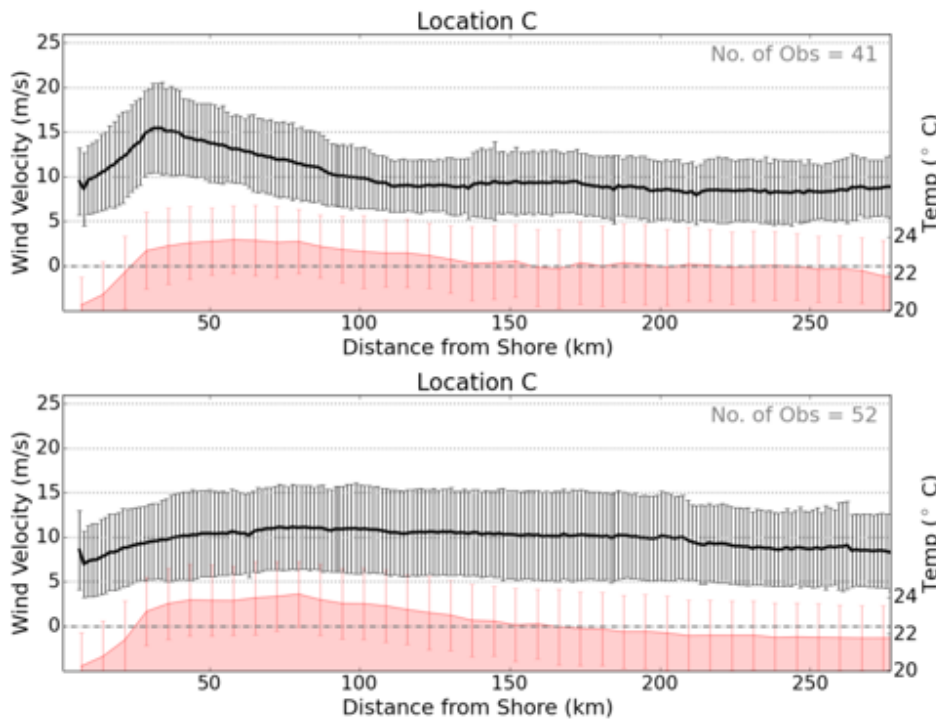 Location C
No. of Obs = 41
Wind Velocity (m/s)
25
20
15
10
5
0
Temp (° C)
24
22
20
50 100 150 200 250
Distance from Shore (km)
Location C
No. of Obs = 52
Wind Velocity (m/s)
25
20
15
10
5
0
Temp (° C)
24
22
20
50 100 150 200 250
Distance from Shore (km)